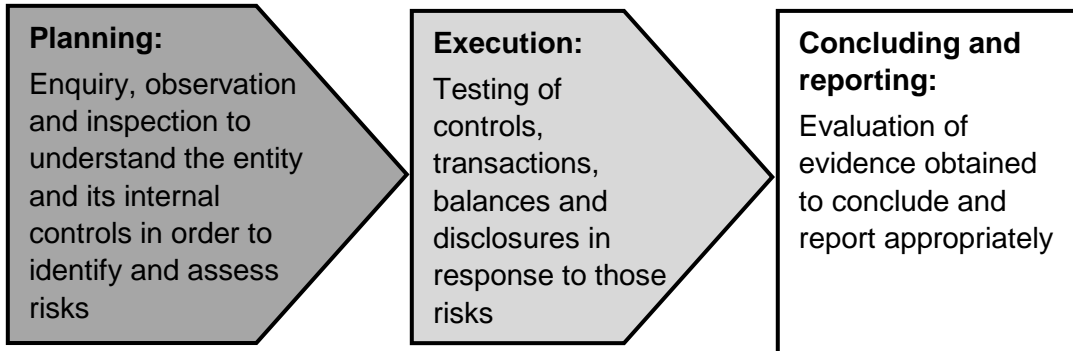 Planning:
Enquiry, observation
and inspection to
understand the entity
and its internal
controls in order to
identify and assess
risks
Execution:
Testing of
controls,
transactions,
balances and
disclosures in
response to those
risks
Concluding and
reporting:
Evaluation of
evidence obtained
to conclude and
report appropriately